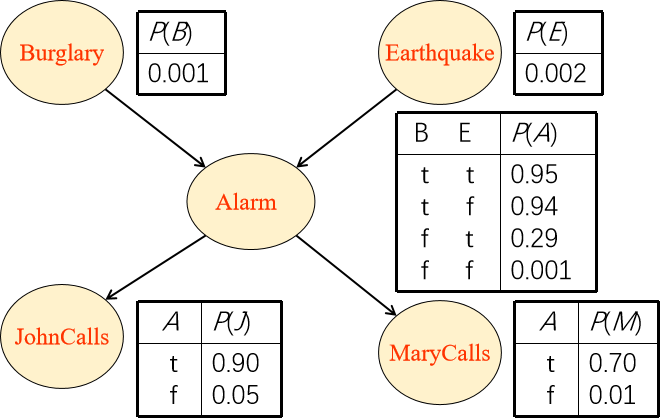 Burglary
P(B)
0.001
Earthquake
P(E)
0.002
B E P(A)
t t 0.95
t f 0.94
f t 0.29
f f 0.001
Alarm
JohnCalls
A P(J)
t 0.90
f 0.05
MaryCalls
A P(M)
t 0.70
f 0.01